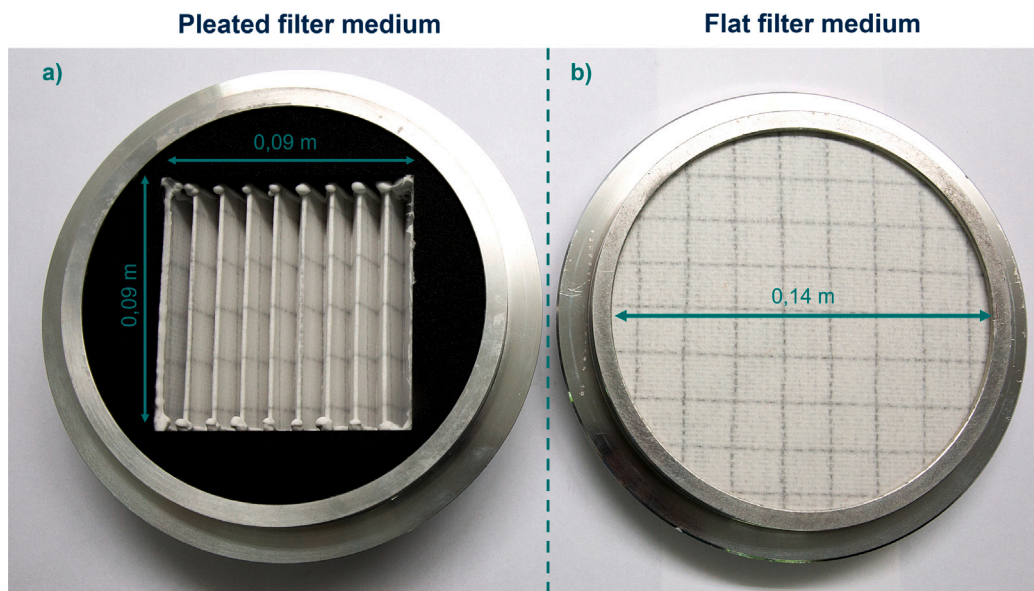 Pleated filter medium
Flat filter medium
a)
b)
0,09 m
0,09 m
0,14 m